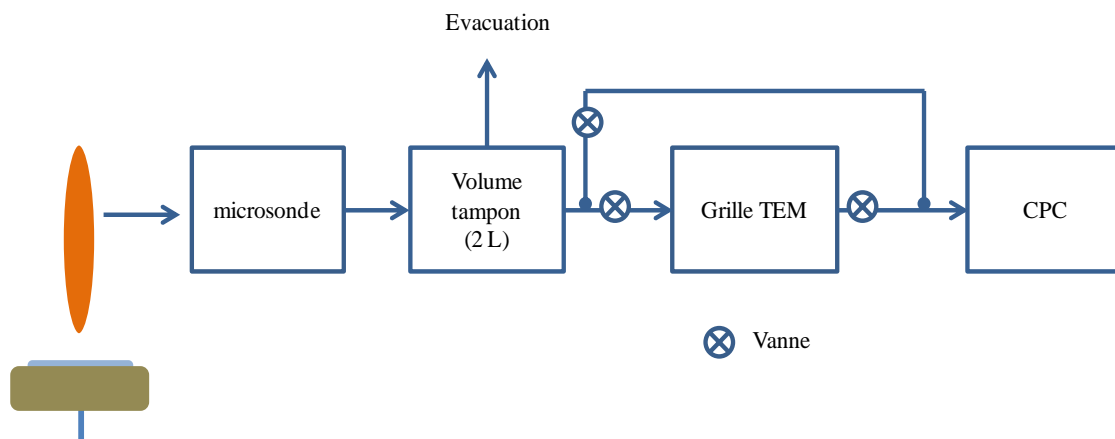 Evacuation
microsonde
Volume
tampon
(2 L)
Grille TEM
CPC
Vanne